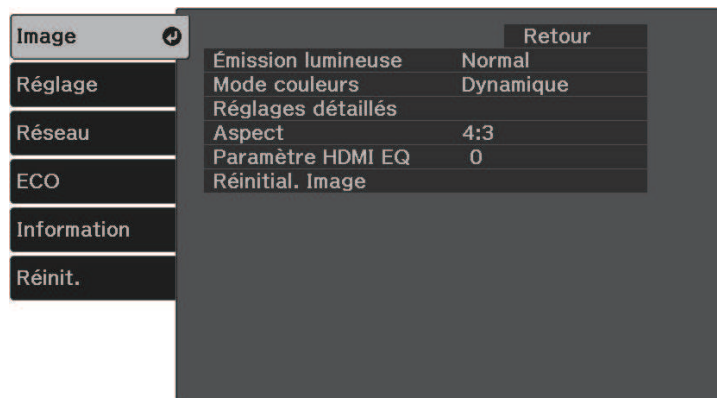 Image
Réglage
Réseau
ECO
Information
Réinit.
Retour
Émission lumineuse Normal
Mode couleurs Dynamique
Réglages détaillés
Aspect 4:3
Paramètre HDMI EQ 0
Réinitial. Image